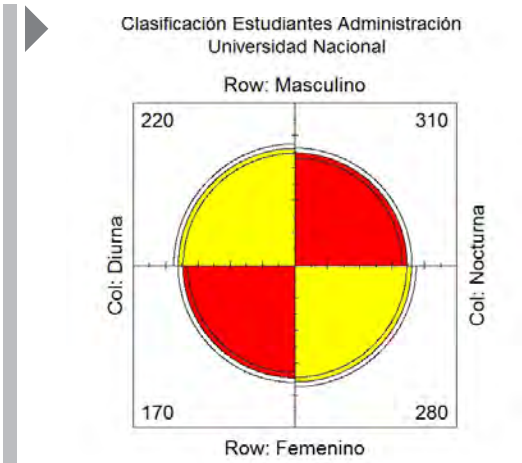 Clasificación Estudiantes Administración
Universidad Nacional
Row: Masculino
220
310
Col: Diurna
Col: Nocturna
170
280
Row: Femenino